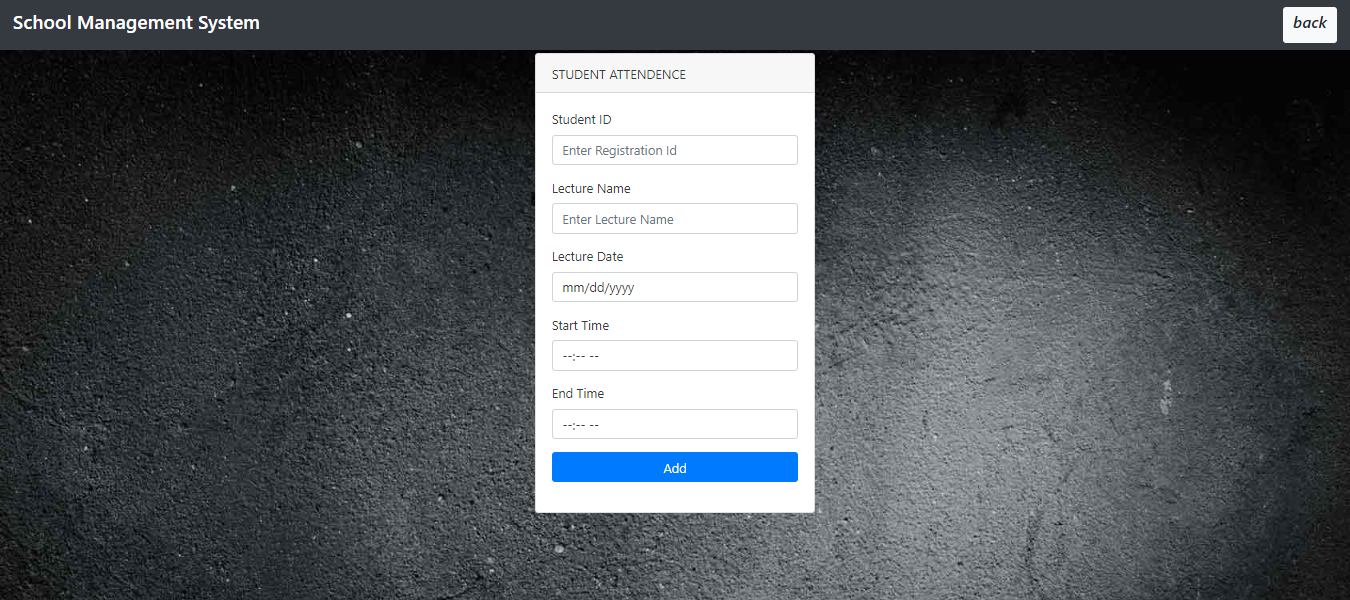 School Management System
back
STUDENT ATTENDENCE
Student ID
Enter Registration Id
Lecture Name
Enter Lecture Name
Lecture Date
mm/dd/yyyy
Start Time
--:-- --
End Time
--:-- --
Add